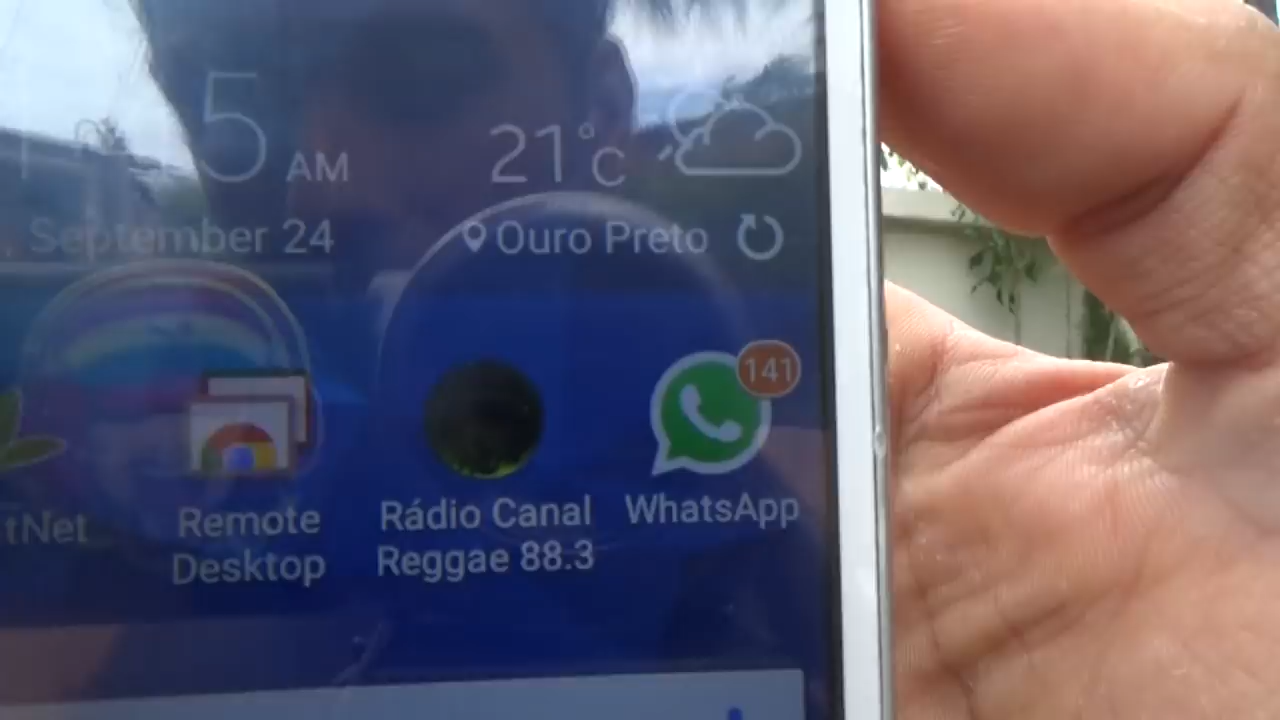 5 AM 21°C
September 24 Ouro Preto
141
tNet Remote Desktop Rádio Canal Reggae 88.3 WhatsApp